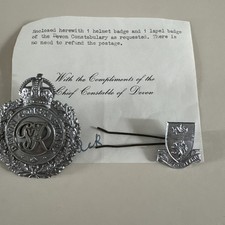 Enclosed herewith 1 helmet badge and 1 lapel badge
of the Devon Constabulary as requested. There is
no need to refund the postage.
With the Compliments of the
Chief Constable of Devon
GR